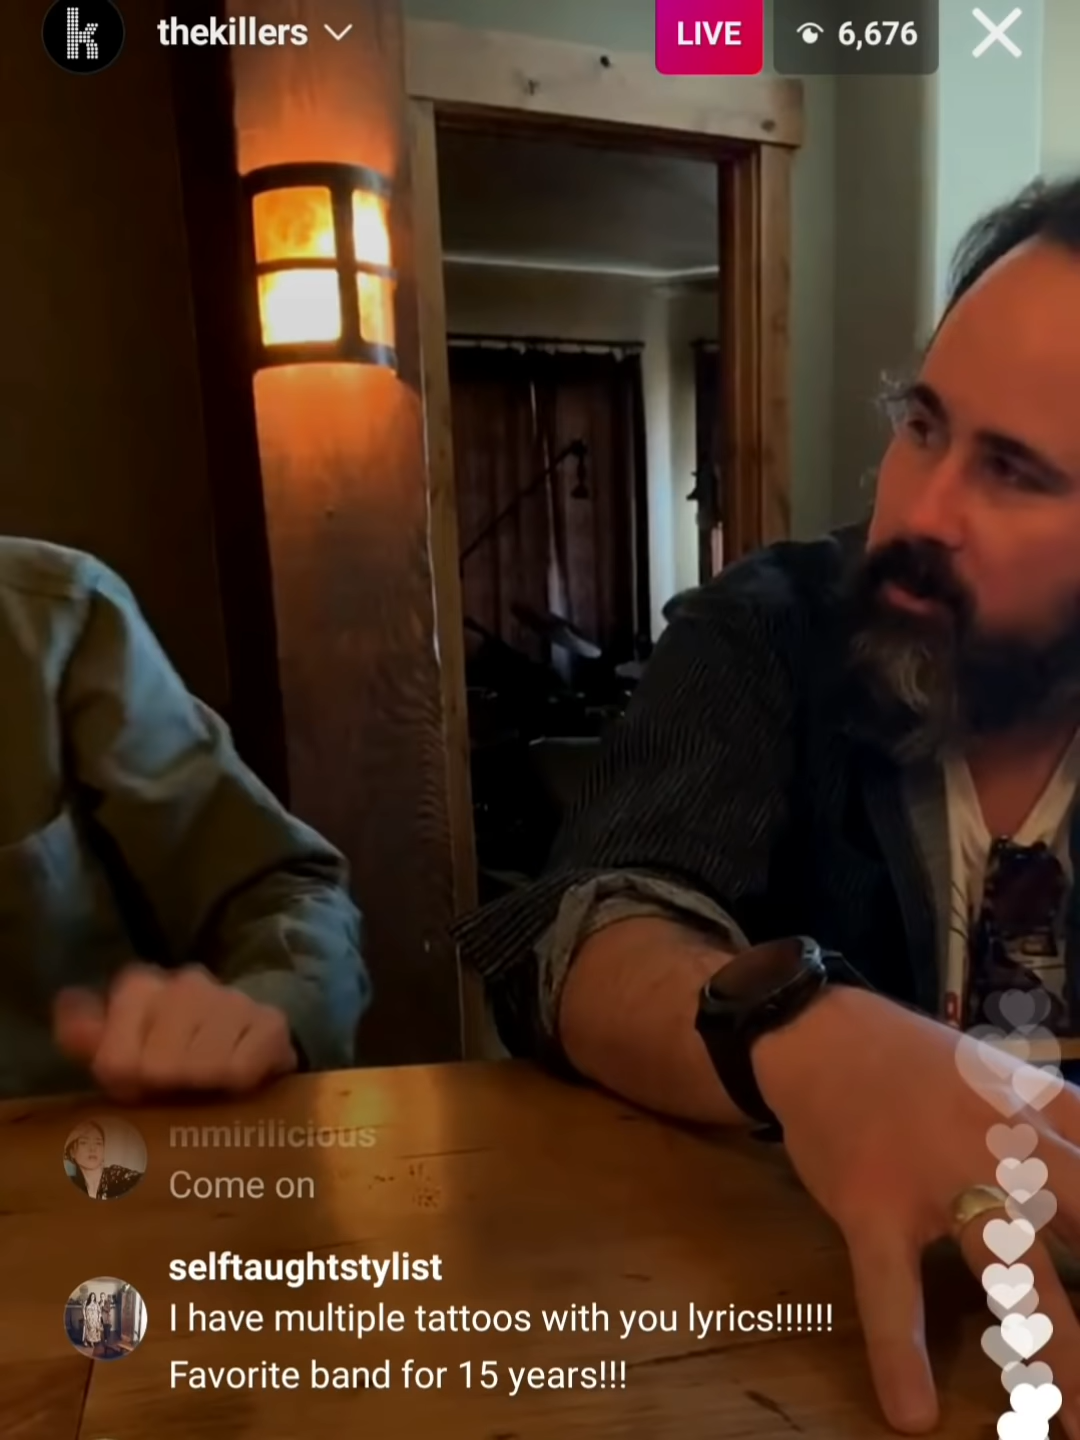 k
thekillers
LIVE
6,676
mmirilicious
Come on
selftaughtstylist
I have multiple tattoos with you lyrics!!!!!!
Favorite band for 15 years!!!